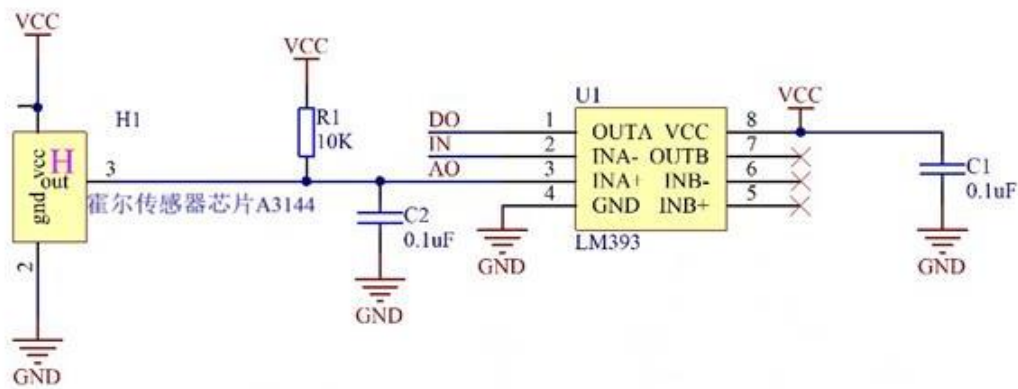 VCC
H1
H
vcc
out
gnd
3
霍尔传感器芯片A3144
2
GND
VCC
R1
10K
C2
0.1uF
GND
DO
IN
AO
U1
1
2
3
4
OUTA VCC
INA- OUTB
INA+ INB-
GND INB+
8
7
6
5
LM393
GND
VCC
C1
0.1uF
GND